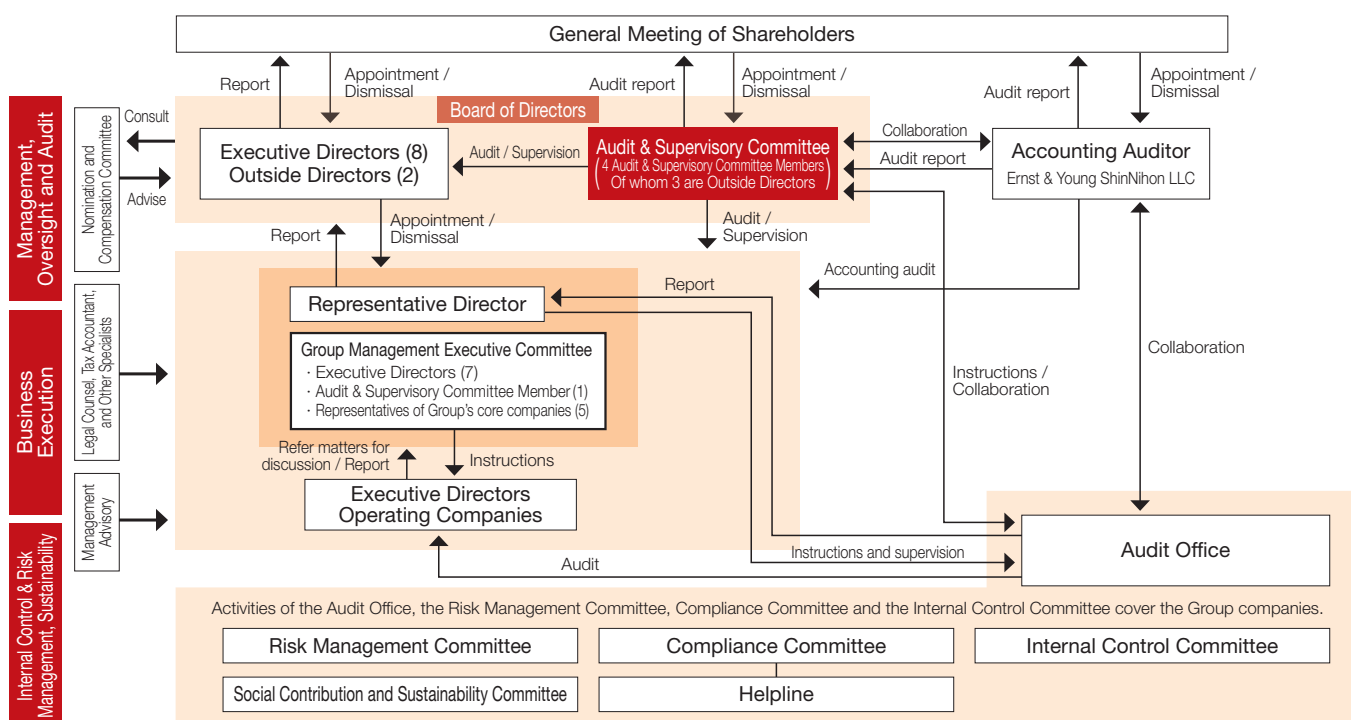 General Meeting of Shareholders
Report
Appointment /
Dismissal
Audit report
Appointment /
Dismissal
Audit report
Appointment /
Dismissal
Management,
Oversight and Audit
Nomination and
Compensation Committee
Consult
Advise
Board of Directors
Executive Directors (8)
Outside Directors (2)
Audit / Supervision
Audit & Supervisory Committee
(4 Audit & Supervisory Committee Members
Of whom 3 are Outside Directors)
Collaboration
Audit report
Accounting Auditor
Ernst & Young ShinNihon LLC
Report
Appointment /
Dismissal
Audit /
Supervision
Accounting audit
Business
Execution
Legal Counsel, Tax Accountant,
and Other Specialists
Representative Director
Report
Group Management Executive Committee
· Executive Directors (7)
· Audit & Supervisory Committee Member (1)
· Representatives of Group's core companies (5)
Instructions /
Collaboration
Collaboration
Refer matters for
discussion / Report
Instructions
Management
Advisory
Executive Directors
Operating Companies
Internal Control & Risk
Management, Sustainability
Instructions and supervision
Audit
Audit Office
Activities of the Audit Office, the Risk Management Committee, Compliance Committee and the Internal Control Committee cover the Group companies.
Risk Management Committee
Compliance Committee
Internal Control Committee
Social Contribution and Sustainability Committee
Helpline